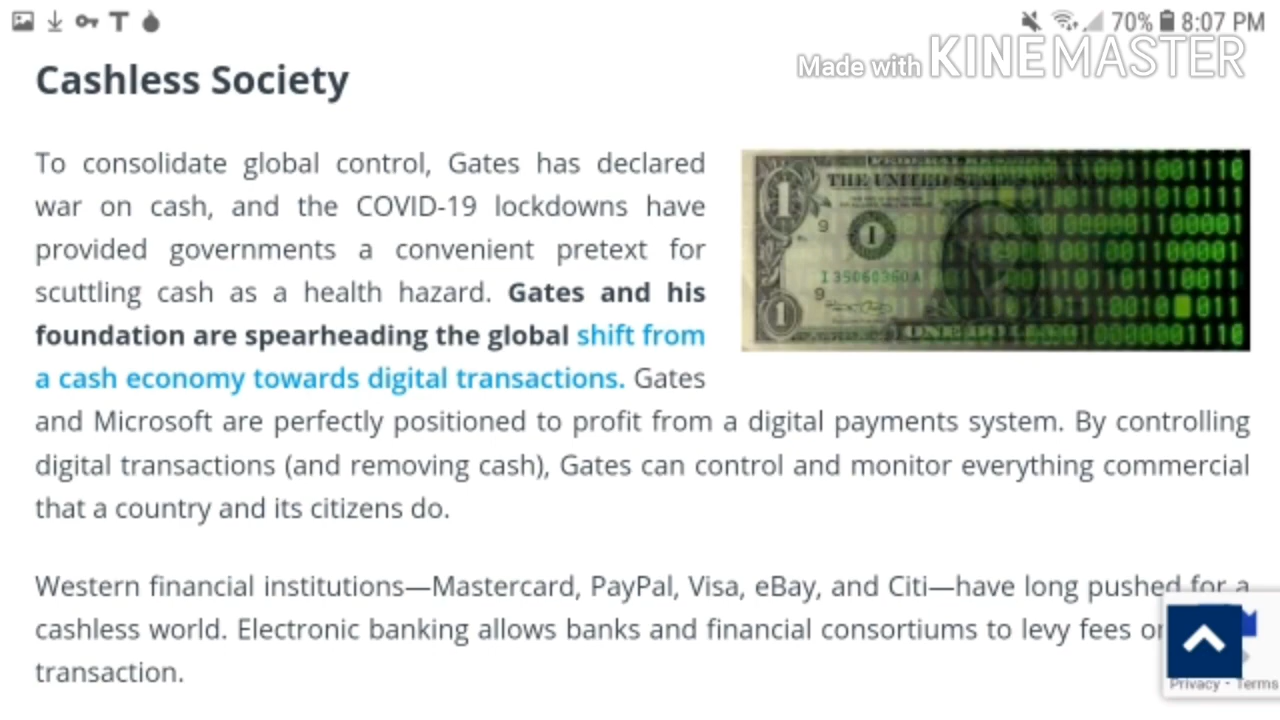 70% 8:07 PM
Made with KINEMASTER
Cashless Society
To consolidate global control, Gates has declared
war on cash, and the COVID-19 lockdowns have
provided governments a convenient pretext for
scuttling cash as a health hazard. Gates and his
foundation are spearheading the global shift from
a cash economy towards digital transactions. Gates
and Microsoft are perfectly positioned to profit from a digital payments system. By controlling
digital transactions (and removing cash), Gates can control and monitor everything commercial
that a country and its citizens do.
THE UNITED STATES
I 35060360 A
Western financial institutions—Mastercard, PayPal, Visa, eBay, and Citi—have long pushed for a
cashless world. Electronic banking allows banks and financial consortiums to levy fees
transaction.
Privacy - Terms